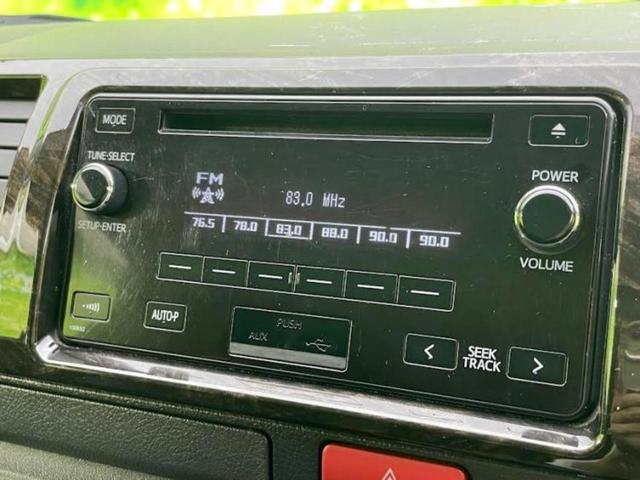 MODE
TUNE-SELECT
SETUP-ENTER
FM
83.0 MHz
76.5 78.0 83.0 88.0 90.0 90.0
POWER
VOLUME
AUTO-P
PUSH
AUX
< SEEK TRACK >